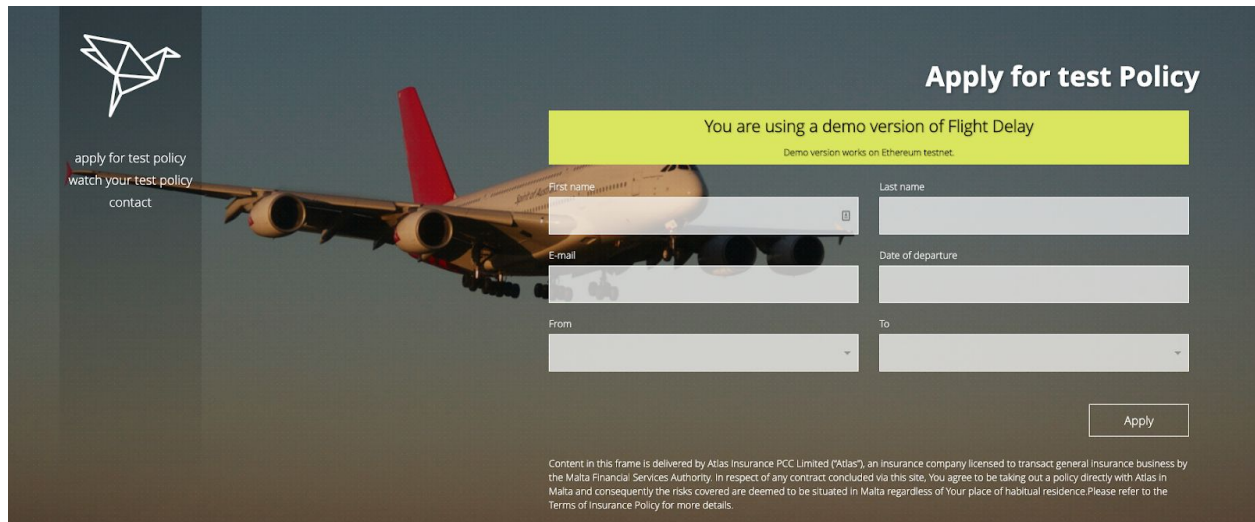 apply for test policy
watch your test policy
contact
Apply for test Policy
You are using a demo version of Flight Delay
Demo version works on Ethereum testnet.
First name
Last name
E-mail
Date of departure
From
To
Apply
Content in this frame is delivered by Atlas Insurance PCC Limited (“Atlas”), an insurance company licensed to transact general insurance business by
the Malta Financial Services Authority. In respect of any contract concluded via this site, You agree to be taking out a policy directly with Atlas in
Malta and consequently the risks covered are deemed to be situated in Malta regardless of Your place of habitual residence.Please refer to the
Terms of Insurance Policy for more details.